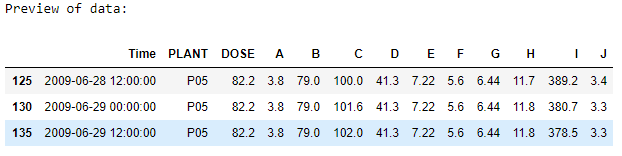 Preview of data:
Time PLANT DOSE A B C D E F G H I J
125 2009-06-28 12:00:00 P05 82.2 3.8 79.0 100.0 41.3 7.22 5.6 6.44 11.7 389.2 3.4
130 2009-06-29 00:00:00 P05 82.2 3.8 79.0 101.6 41.3 7.22 5.6 6.44 11.8 380.7 3.3
135 2009-06-29 12:00:00 P05 82.2 3.8 79.0 102.0 41.3 7.22 5.6 6.44 11.8 378.5 3.3